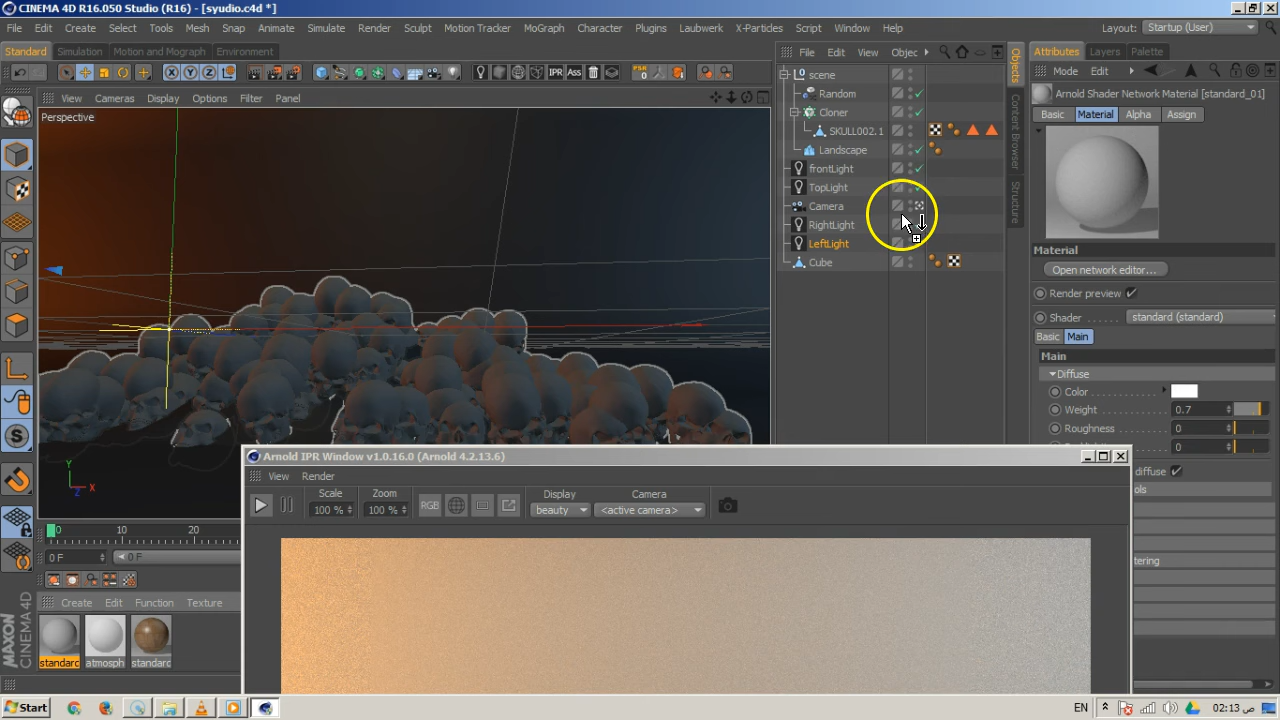 CINEMA 4D R16.050 Studio (R16) - [syudio.c4d *]
File Edit Create Select Tools Mesh Snap Animate Simulate Render Sculpt Motion Tracker MoGraph Character Plugins Laubwerk X-Particles Script Window Help
Layout: Startup (User)
Standard Simulation Motion and Mograph Environment
File Edit View Objec
Attributes Layers Palette
Mode Edit
IPR Ass
PSR
View Cameras Display Options Filter Panel
Perspective
scene
Random
Cloner
SKULL002.1
Landscape
frontLight
TopLight
Camera
RightLight
LeftLight
Cube
Objects
Content Browser
Structure
Arnold Shader Network Material [standard_01]
Basic Material Alpha Assign
Material
Open network editor...
Render preview
Shader standard (standard)
Basic Main
Main
Diffuse
Color
Weight 0.7
Roughness 0
0
diffuse
ols
tering
Y
X
Z
Arnold IPR Window v1.0.16.0 (Arnold 4.2.13.6)
View Render
Scale Zoom Display Camera
100 % 100 % RGB beauty <active camera>
0 10 20
0 F 0 F
Create Edit Function Texture
standarc atmosph standarc
MAXON
CINEMA 4D
Start
EN
02:13 ص